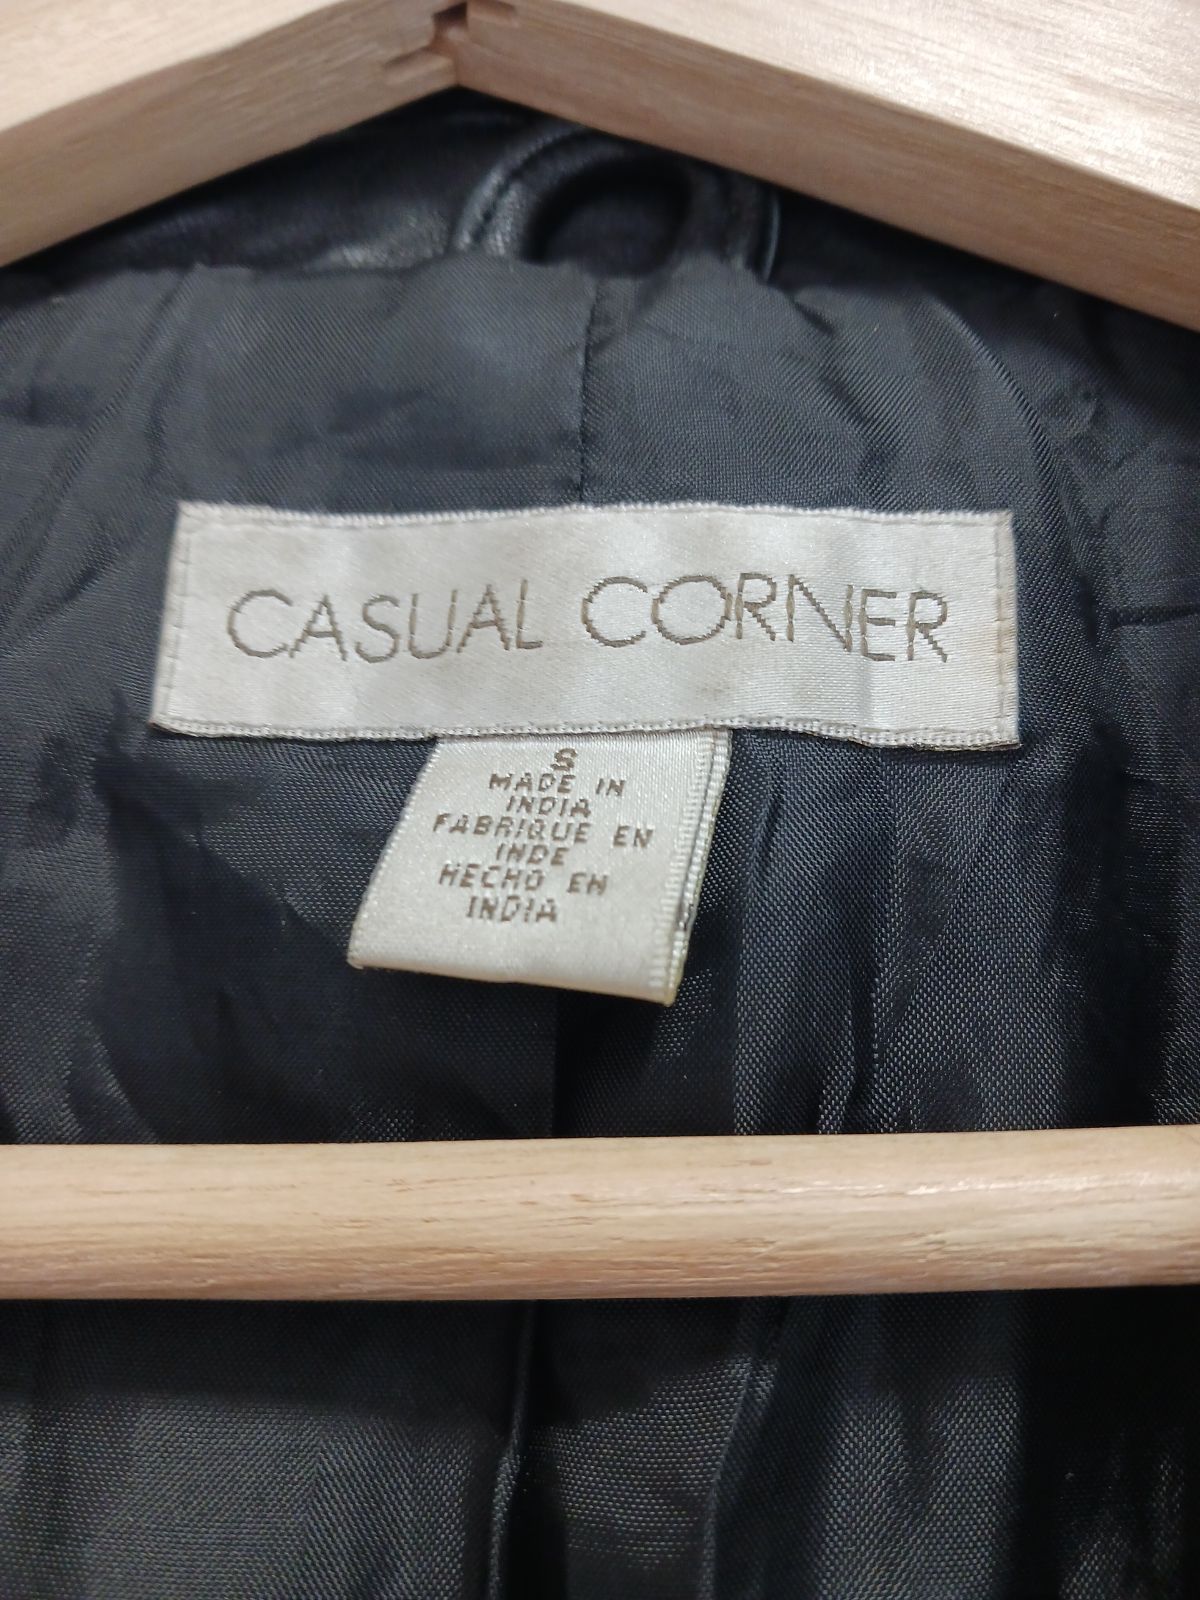 CASUAL CORNER
S
MADE IN
INDIA
FABRIQUE EN
INDE
HECHO EN
INDIA